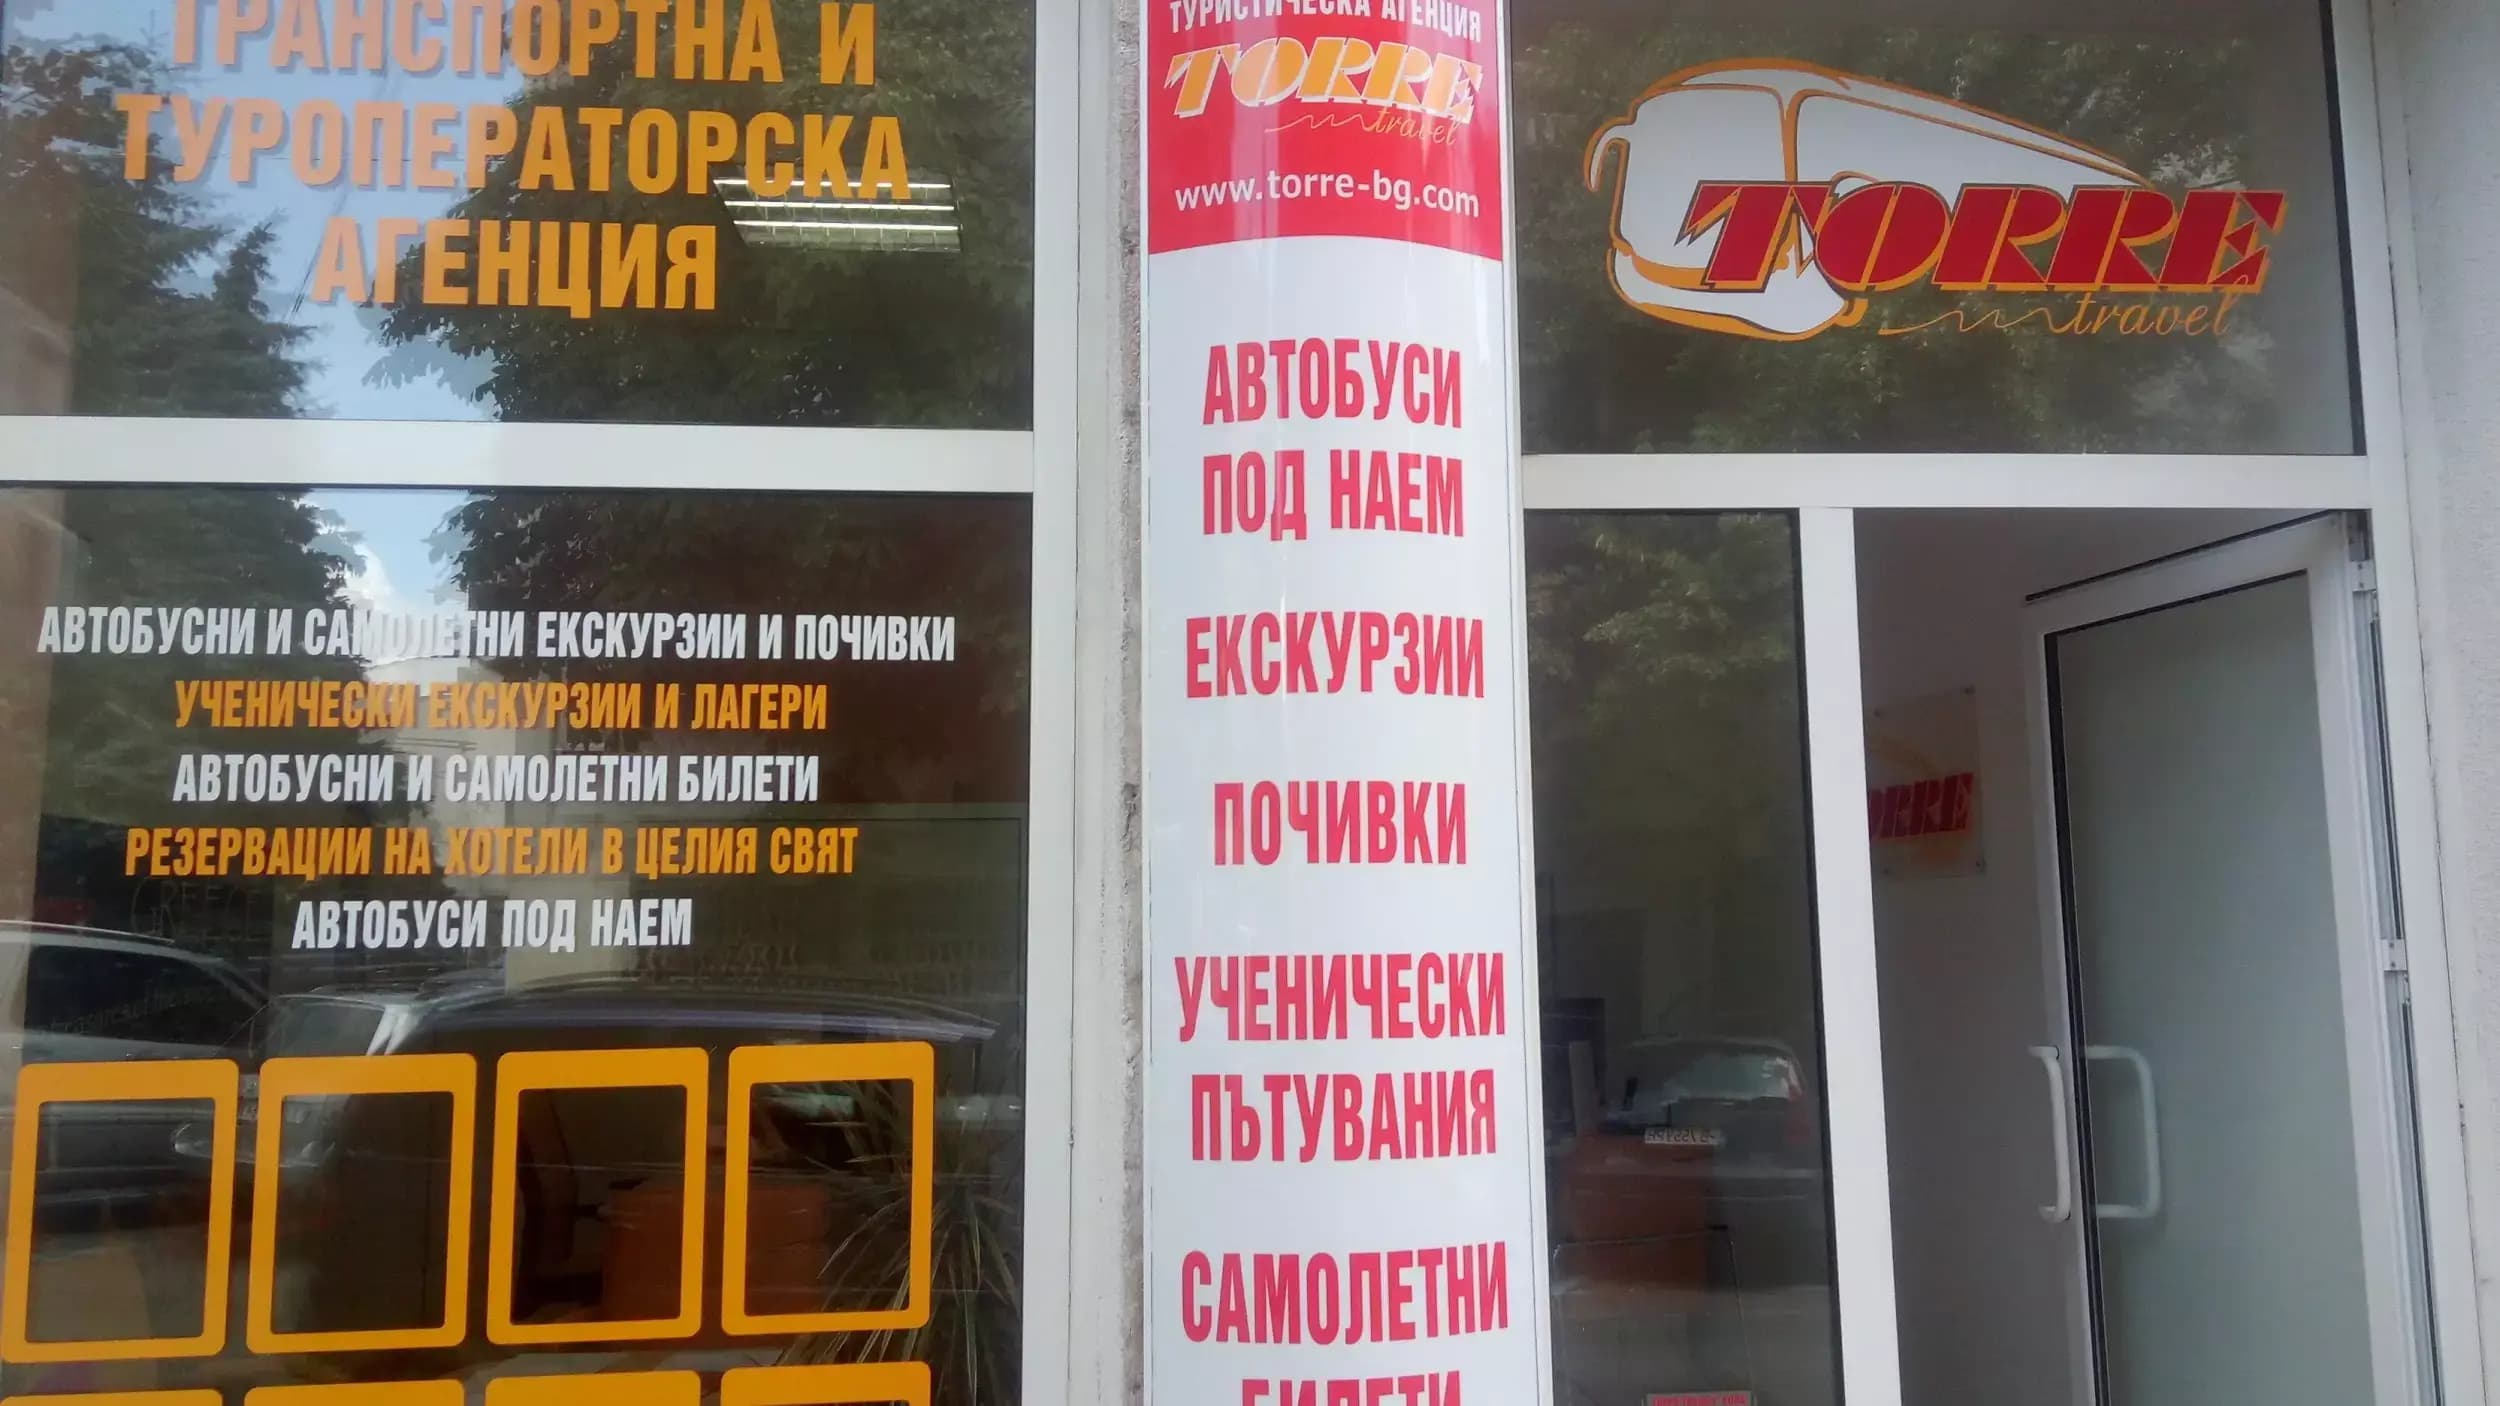 ТРАНСПОРТНА И
ТУРОПЕРАТОРСКА
АГЕНЦИЯ
АВТОБУСНИ И САМОЛЕТНИ ЕКСКУРЗИИ И ПОЧИВКИ
УЧЕНИЧЕСКИ ЕКСКУРЗИИ И ЛАГЕРИ
АВТОБУСНИ И САМОЛЕТНИ БИЛЕТИ
РЕЗЕРВАЦИИ НА ХОТЕЛИ В ЦЕЛИЯ СВЯТ
АВТОБУСИ ПОД НАЕМ
ТУРИСТИЧЕСКА АГЕНЦИЯ
TORRE
travel
www.torre-bg.com
АВТОБУСИ
ПОД НАЕМ
ЕКСКУРЗИИ
ПОЧИВКИ
УЧЕНИЧЕСКИ
ПЪТУВАНИЯ
САМОЛЕТНИ
БИЛЕТИ
TORRE
travel
TORRE